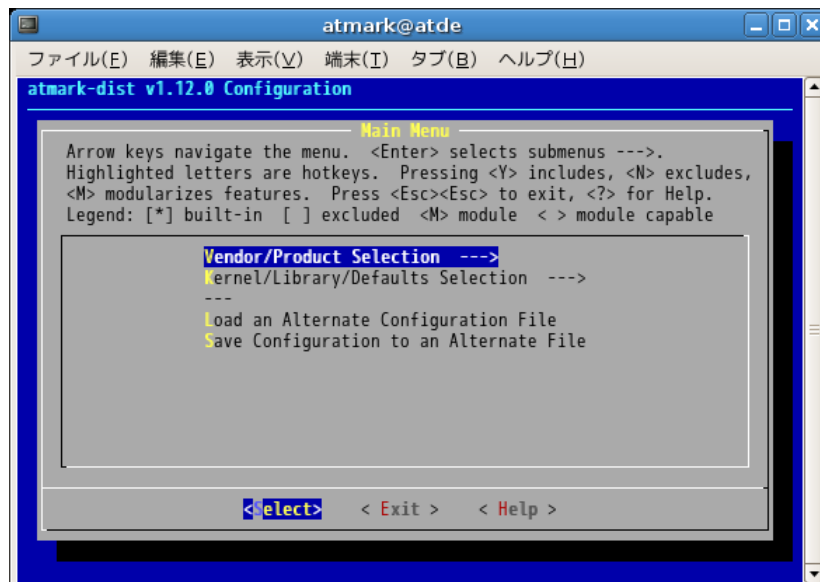 atmark@atde
ファイル(F) 編集(E) 表示(V) 端末(T) タブ(B) ヘルプ(H)
atmark-dist v1.12.0 Configuration
Main Menu
Arrow keys navigate the menu. <Enter> selects submenus --->.
Highlighted letters are hotkeys. Pressing <Y> includes, <N> excludes,
<M> modularizes features. Press <Esc><Esc> to exit, <?> for Help.
Legend: [*] built-in [ ] excluded <M> module < > module capable
Vendor/Product Selection --->
Kernel/Library/Defaults Selection --->
---
Load an Alternate Configuration File
Save Configuration to an Alternate File
<Select> < Exit > < Help >